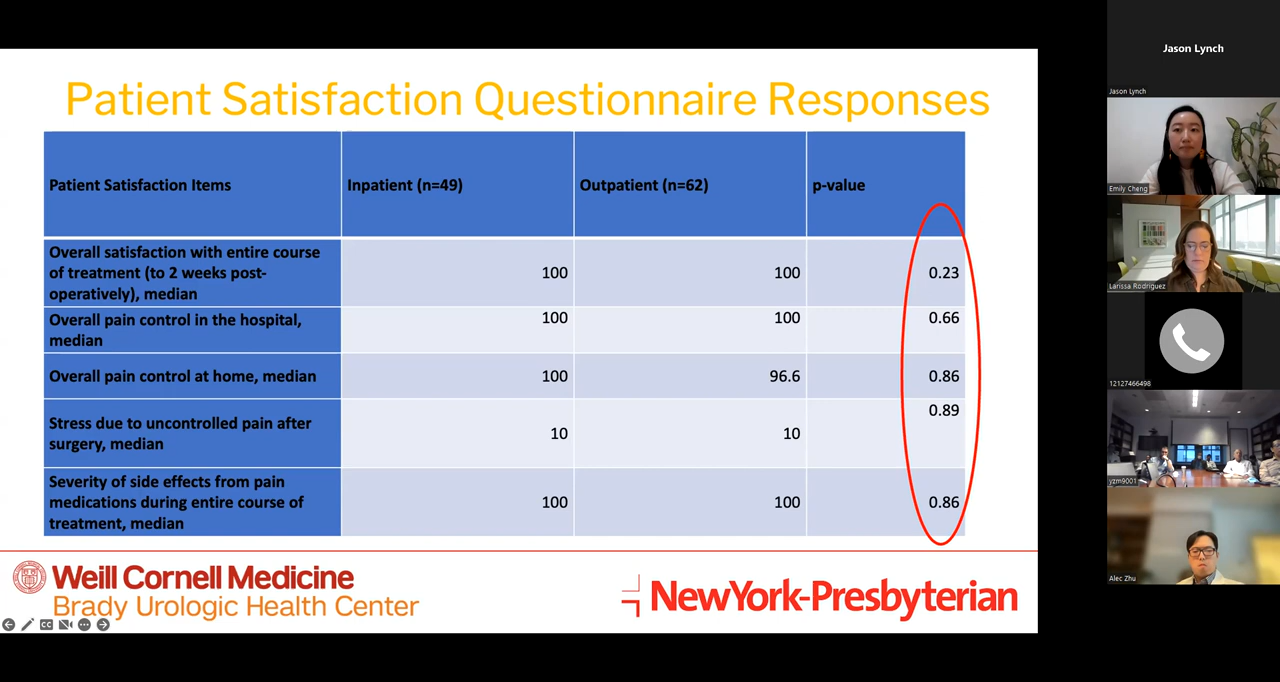 Patient Satisfaction Questionnaire Responses
Patient Satisfaction Items
Inpatient (n=49)
Outpatient (n=62)
p-value
Overall satisfaction with entire course
of treatment (to 2 weeks post-
operatively), median
100
100
0.23
Overall pain control in the hospital,
median
100
100
0.66
Overall pain control at home, median
100
96.6
0.86
Stress due to uncontrolled pain after
surgery, median
10
10
0.89
Severity of side effects from pain
medications during entire course of
treatment, median
100
100
0.86
Weill Cornell Medicine
Brady Urologic Health Center
NewYork-Presbyterian
CC
Jason Lynch
Jason Lynch
Emily Cheng
Larissa Rodriguez
12127466498
yzm9001
Alec Zhu